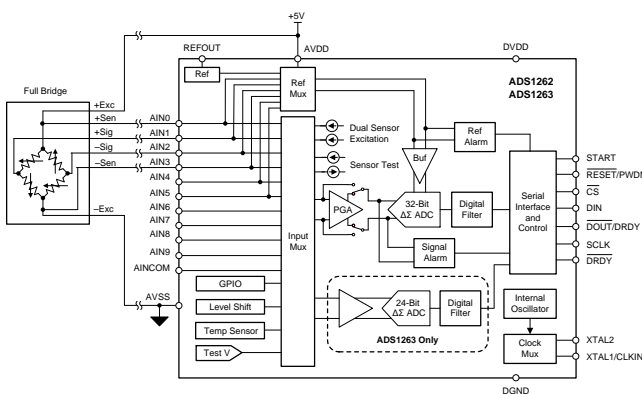 +5V
REFOUT
AVDD
DVDD
Full Bridge
Ref
Ref
Mux
ADS1262
ADS1263
+Exc
+Sen
+Sig
–Sig
–Sen
–Exc
AIN0
AIN1
AIN2
AIN3
AIN4
AIN5
AIN6
AIN7
AIN8
AIN9
AINCOM
AVSS
Dual Sensor
Excitation
Sensor Test
Buf
Ref
Alarm
PGA
32-Bit
ΔΣ ADC
Digital
Filter
Serial
Interface
and
Control
Input
Mux
Signal
Alarm
START
RESET/PWDN
CS
DIN
DOUT/DRDY
SCLK
DRDY
GPIO
Level Shift
Temp Sensor
Test V
24-Bit
ΔΣ ADC
Digital
Filter
ADS1263 Only
Internal
Oscillator
Clock
Mux
XTAL2
XTAL1/CLKIN
DGND